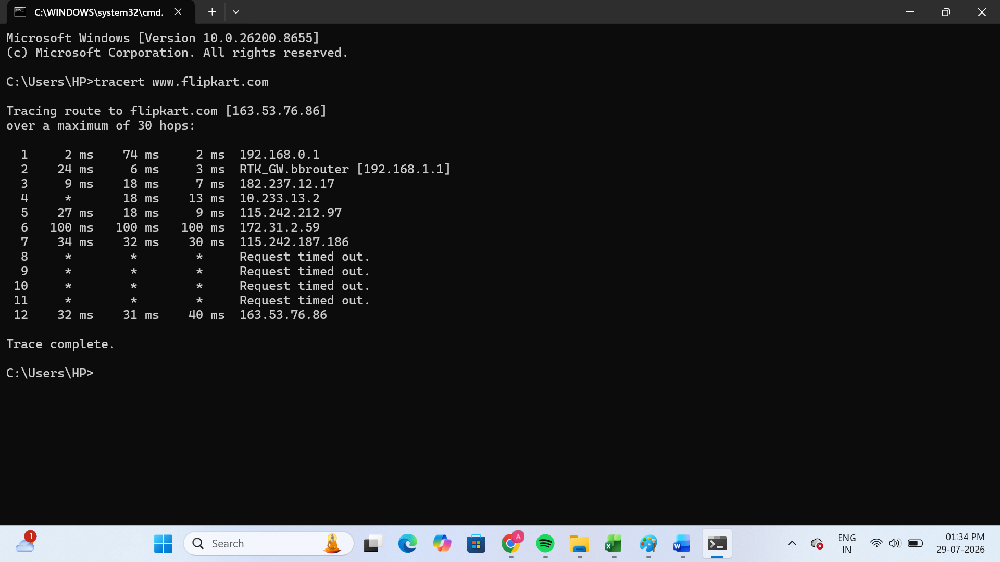 C:\WINDOWS\system32\cmd.
Microsoft Windows [Version 10.0.26200.8655]
(c) Microsoft Corporation. All rights reserved.
C:\Users\HP>tracert www.flipkart.com
Tracing route to flipkart.com [163.53.76.86]
over a maximum of 30 hops:
1 2 ms 74 ms 2 ms 192.168.0.1
2 24 ms 6 ms 3 ms RTK_GW.bbrouter [192.168.1.1]
3 9 ms 18 ms 7 ms 182.237.12.17
4 * 18 ms 13 ms 10.233.13.2
5 27 ms 18 ms 9 ms 115.242.212.97
6 100 ms 100 ms 100 ms 172.31.2.59
7 34 ms 32 ms 30 ms 115.242.187.186
8 * * * Request timed out.
9 * * * Request timed out.
10 * * * Request timed out.
11 * * * Request timed out.
12 32 ms 31 ms 40 ms 163.53.76.86
Trace complete.
C:\Users\HP>
1
Search
A
X
W
ENG
IN
01:34 PM
29-07-2026